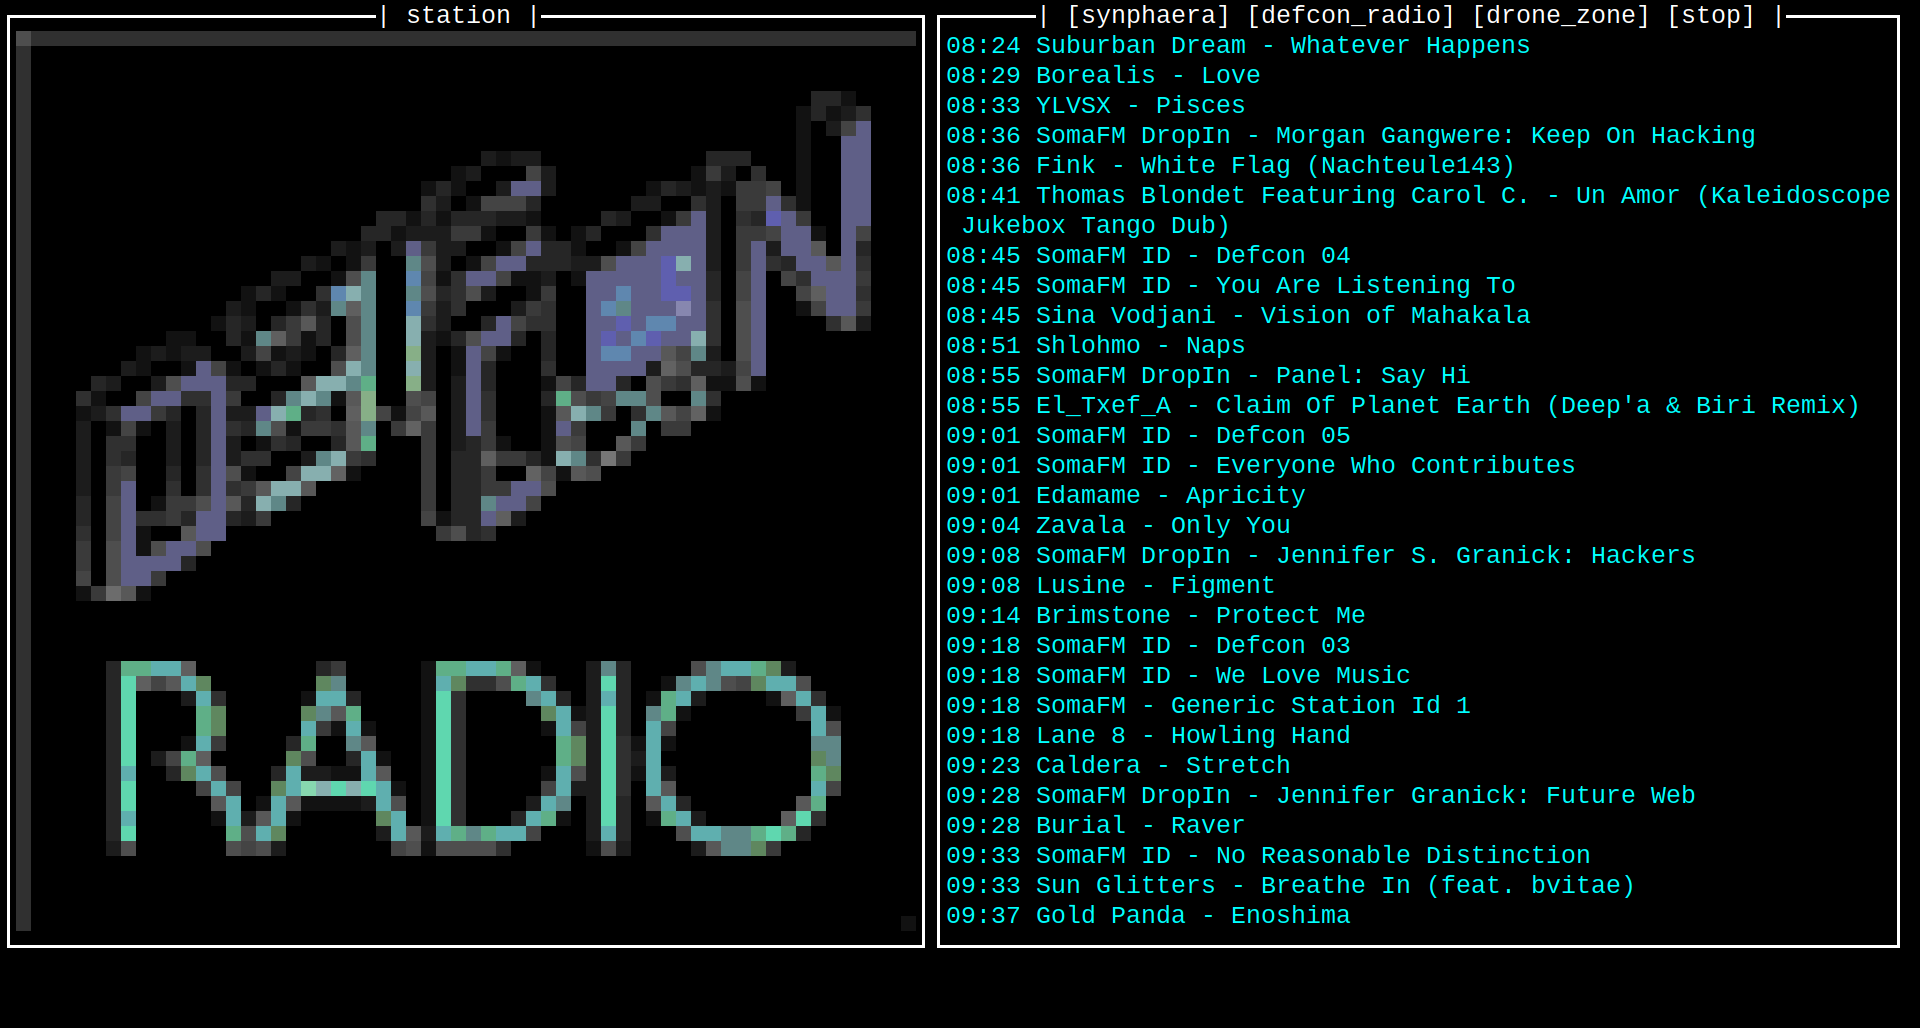 | station |
DEFCON
RADIO
| [synphaera] [defcon_radio] [drone_zone] [stop] |
08:24 Suburban Dream - Whatever Happens
08:29 Borealis - Love
08:33 YLVSX - Pisces
08:36 SomaFM DropIn - Morgan Gangwere: Keep On Hacking
08:36 Fink - White Flag (Nachteule143)
08:41 Thomas Blondet Featuring Carol C. - Un Amor (Kaleidoscope
Jukebox Tango Dub)
08:45 SomaFM ID - Defcon 04
08:45 SomaFM ID - You Are Listening To
08:45 Sina Vodjani - Vision of Mahakala
08:51 Shlohmo - Naps
08:55 SomaFM DropIn - Panel: Say Hi
08:55 El_Txef_A - Claim Of Planet Earth (Deep'a & Biri Remix)
09:01 SomaFM ID - Defcon 05
09:01 SomaFM ID - Everyone Who Contributes
09:01 Edamame - Apricity
09:04 Zavala - Only You
09:08 SomaFM DropIn - Jennifer S. Granick: Hackers
09:08 Lusine - Figment
09:14 Brimstone - Protect Me
09:18 SomaFM ID - Defcon 03
09:18 SomaFM ID - We Love Music
09:18 SomaFM - Generic Station Id 1
09:18 Lane 8 - Howling Hand
09:23 Caldera - Stretch
09:28 SomaFM DropIn - Jennifer Granick: Future Web
09:28 Burial - Raver
09:33 SomaFM ID - No Reasonable Distinction
09:33 Sun Glitters - Breathe In (feat. bvitae)
09:37 Gold Panda - Enoshima